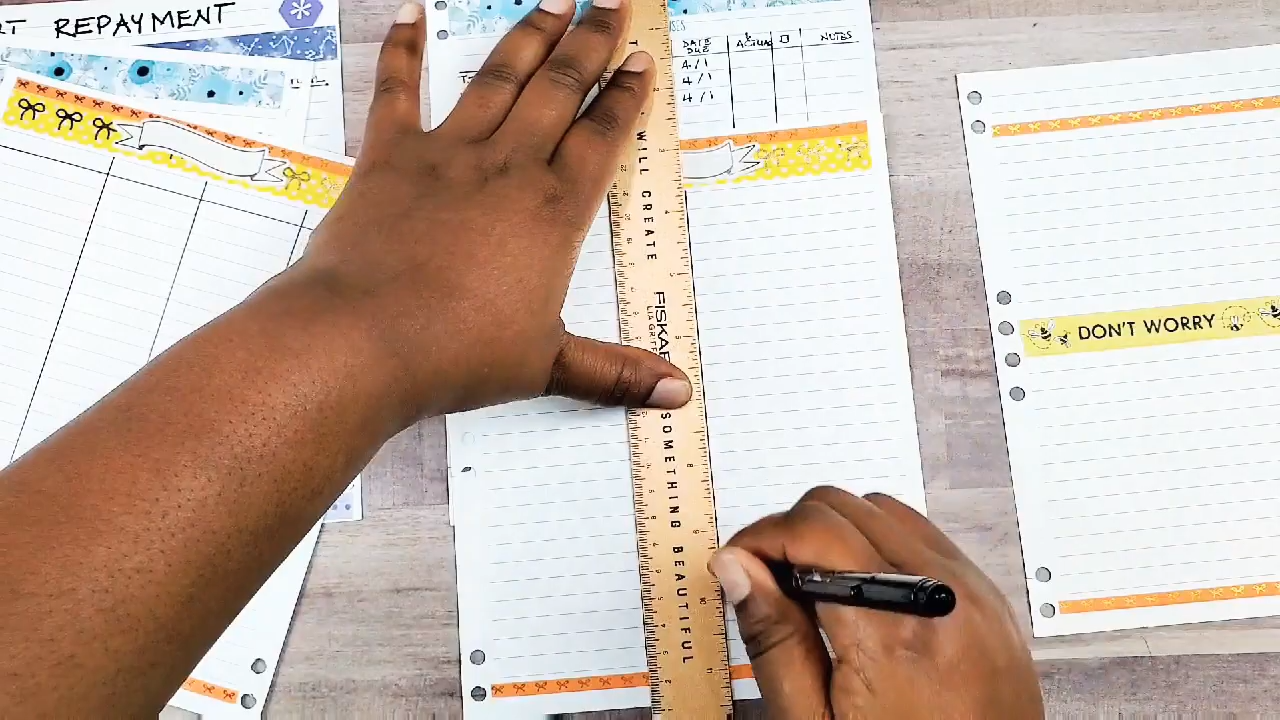 REPAYMENT
DATE DUE
ACTUAL
NOTES
4/1
4/1
4/1
WILL CREATE
FISKARS
SOMETHING BEAUTIFUL
DON'T WORRY